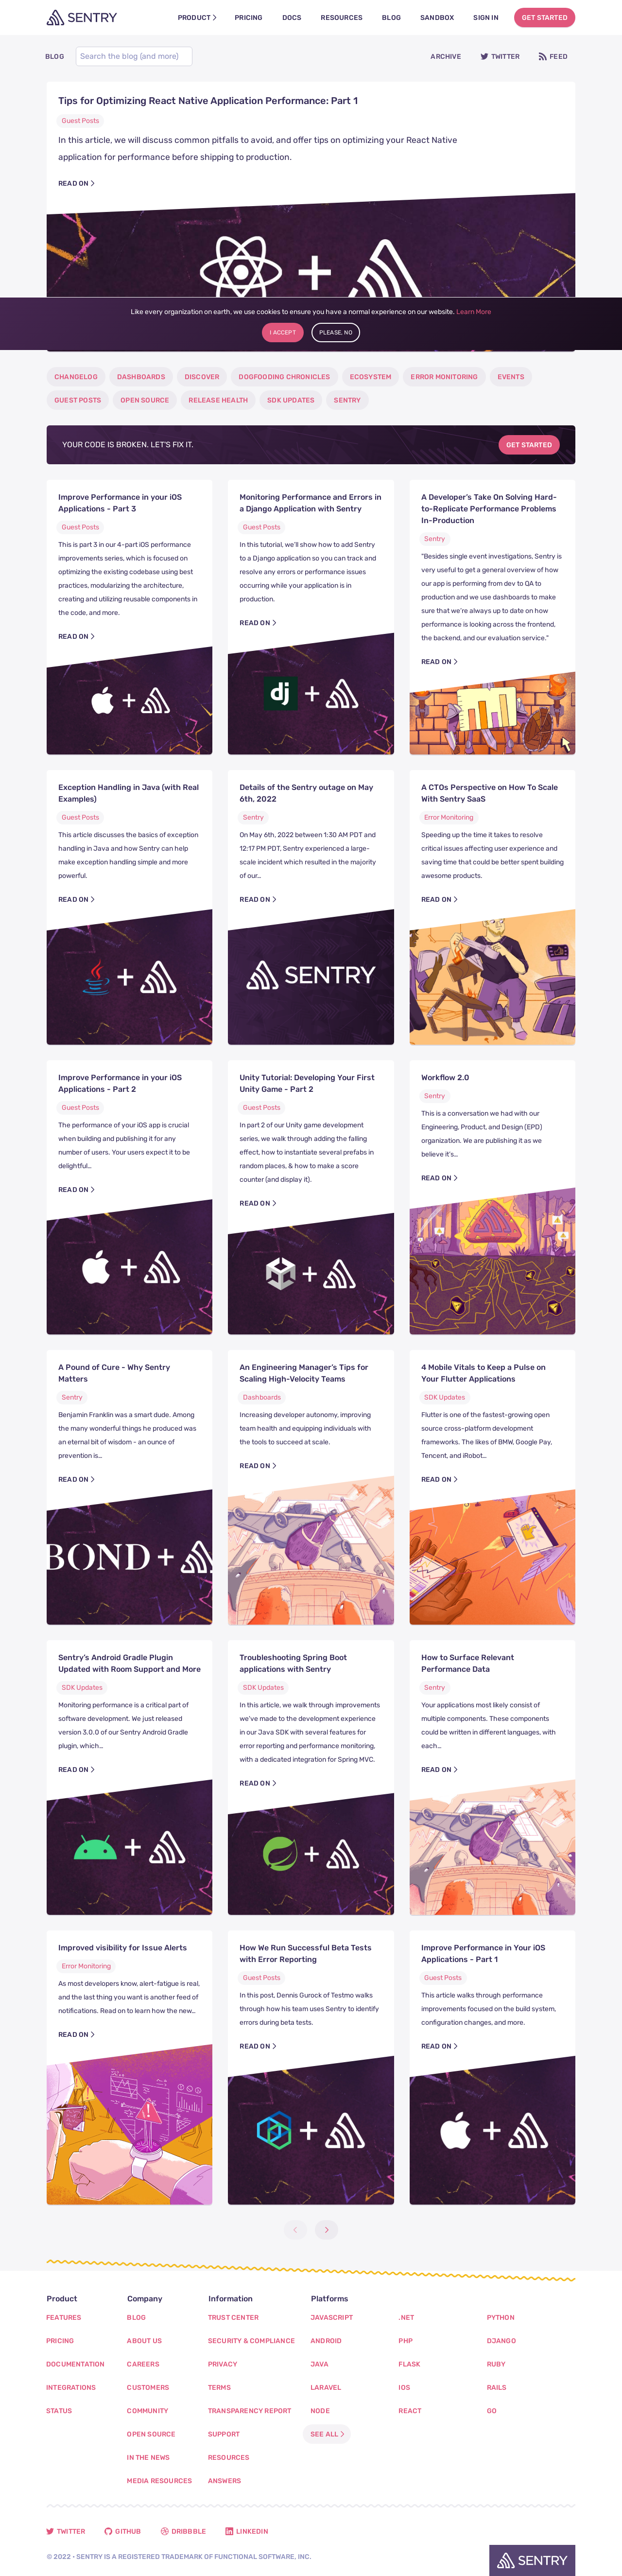 SENTRY
PRODUCT
PRICING
DOCS
RESOURCES
BLOG
SANDBOX
SIGN IN
GET STARTED
BLOG
Search the blog (and more)
ARCHIVE
TWITTER
FEED
Tips for Optimizing React Native Application Performance: Part 1
Guest Posts
In this article, we will discuss common pitfalls to avoid, and offer tips on optimizing your React Native
application for performance before shipping to production.
READ ON
Like every organization on earth, we use cookies to ensure you have a normal experience on our website. Learn More
I ACCEPT
PLEASE, NO
CHANGELOG
DASHBOARDS
DISCOVER
DOGFOODING CHRONICLES
ECOSYSTEM
ERROR MONITORING
EVENTS
GUEST POSTS
OPEN SOURCE
RELEASE HEALTH
SDK UPDATES
SENTRY
YOUR CODE IS BROKEN. LET'S FIX IT.
GET STARTED
Improve Performance in your iOS
Applications - Part 3
Guest Posts
This is part 3 in our 4-part iOS performance
improvements series, which is focused on
optimizing the existing codebase using best
practices, modularizing the architecture,
creating and utilizing reusable components in
the code, and more.
READ ON
Monitoring Performance and Errors in
a Django Application with Sentry
Guest Posts
In this tutorial, we'll show how to add Sentry
to a Django application so you can track and
resolve any errors or performance issues
occurring while your application is in
production.
READ ON
dj
A Developer's Take On Solving Hard-
to-Replicate Performance Problems
In-Production
Sentry
"Besides single event investigations, Sentry is
very useful to get a general overview of how
our app is performing from dev to QA to
production and we use dashboards to make
sure that we're always up to date on how
performance is looking across the frontend,
the backend, and our evaluation service."
READ ON
Exception Handling in Java (with Real
Examples)
Guest Posts
This article discusses the basics of exception
handling in Java and how Sentry can help
make exception handling simple and more
powerful.
READ ON
Details of the Sentry outage on May
6th, 2022
Sentry
On May 6th, 2022 between 1:30 AM PDT and
12:17 PM PDT, Sentry experienced a large-
scale incident which resulted in the majority
of our…
READ ON
SENTRY
A CTOs Perspective on How To Scale
With Sentry SaaS
Error Monitoring
Speeding up the time it takes to resolve
critical issues affecting user experience and
saving time that could be better spent building
awesome products.
READ ON
Improve Performance in your iOS
Applications - Part 2
Guest Posts
The performance of your iOS app is crucial
when building and publishing it for any
number of users. Your users expect it to be
delightful…
READ ON
Unity Tutorial: Developing Your First
Unity Game - Part 2
Guest Posts
In part 2 of our Unity game development
series, we walk through adding the falling
effect, how to instantiate several prefabs in
random places, & how to make a score
counter (and display it).
READ ON
Workflow 2.0
Sentry
This is a conversation we had with our
Engineering, Product, and Design (EPD)
organization. We are publishing it as we
believe it's…
READ ON
A Pound of Cure - Why Sentry
Matters
Sentry
Benjamin Franklin was a smart dude. Among
the many wonderful things he produced was
an eternal bit of wisdom - an ounce of
prevention is…
READ ON
BOND
An Engineering Manager's Tips for
Scaling High-Velocity Teams
Dashboards
Increasing developer autonomy, improving
team health and equipping individuals with
the tools to succeed at scale.
READ ON
4 Mobile Vitals to Keep a Pulse on
Your Flutter Applications
SDK Updates
Flutter is one of the fastest-growing open
source cross-platform development
frameworks. The likes of BMW, Google Pay,
Tencent, and iRobot…
READ ON
Sentry's Android Gradle Plugin
Updated with Room Support and More
SDK Updates
Monitoring performance is a critical part of
software development. We just released
version 3.0.0 of our Sentry Android Gradle
plugin, which…
READ ON
Troubleshooting Spring Boot
applications with Sentry
SDK Updates
In this article, we walk through improvements
we've made to the development experience
in our Java SDK with several features for
error reporting and performance monitoring,
with a dedicated integration for Spring MVC.
READ ON
How to Surface Relevant
Performance Data
Sentry
Your applications most likely consist of
multiple components. These components
could be written in different languages, with
each…
READ ON
Improved visibility for Issue Alerts
Error Monitoring
As most developers know, alert-fatigue is real,
and the last thing you want is another feed of
notifications. Read on to learn how the new…
READ ON
How We Run Successful Beta Tests
with Error Reporting
Guest Posts
In this post, Dennis Gurock of Testmo walks
through how his team uses Sentry to identify
errors during beta tests.
READ ON
Improve Performance in Your iOS
Applications - Part 1
Guest Posts
This article walks through performance
improvements focused on the build system,
configuration changes, and more.
READ ON
Product
FEATURES
PRICING
DOCUMENTATION
INTEGRATIONS
STATUS
Company
BLOG
ABOUT US
CAREERS
CUSTOMERS
COMMUNITY
OPEN SOURCE
IN THE NEWS
MEDIA RESOURCES
Information
TRUST CENTER
SECURITY & COMPLIANCE
PRIVACY
TERMS
TRANSPARENCY REPORT
SUPPORT
RESOURCES
ANSWERS
Platforms
JAVASCRIPT
ANDROID
JAVA
LARAVEL
NODE
SEE ALL
.NET
PHP
FLASK
IOS
REACT
PYTHON
DJANGO
RUBY
RAILS
GO
TWITTER
GITHUB
DRIBBBLE
LINKEDIN
© 2022 • SENTRY IS A REGISTERED TRADEMARK OF FUNCTIONAL SOFTWARE, INC.
SENTRY